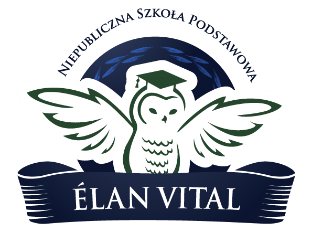 Niepubliczna Szkoła Podstawowa
ÉLAN VITAL